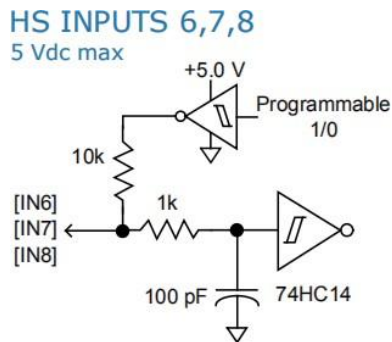 HS INPUTS 6,7,8
5 Vdc max
+5.0 V
Programmable
1/0
10k
[IN6]
[IN7]
[IN8]
1k
100 pF
74HC14